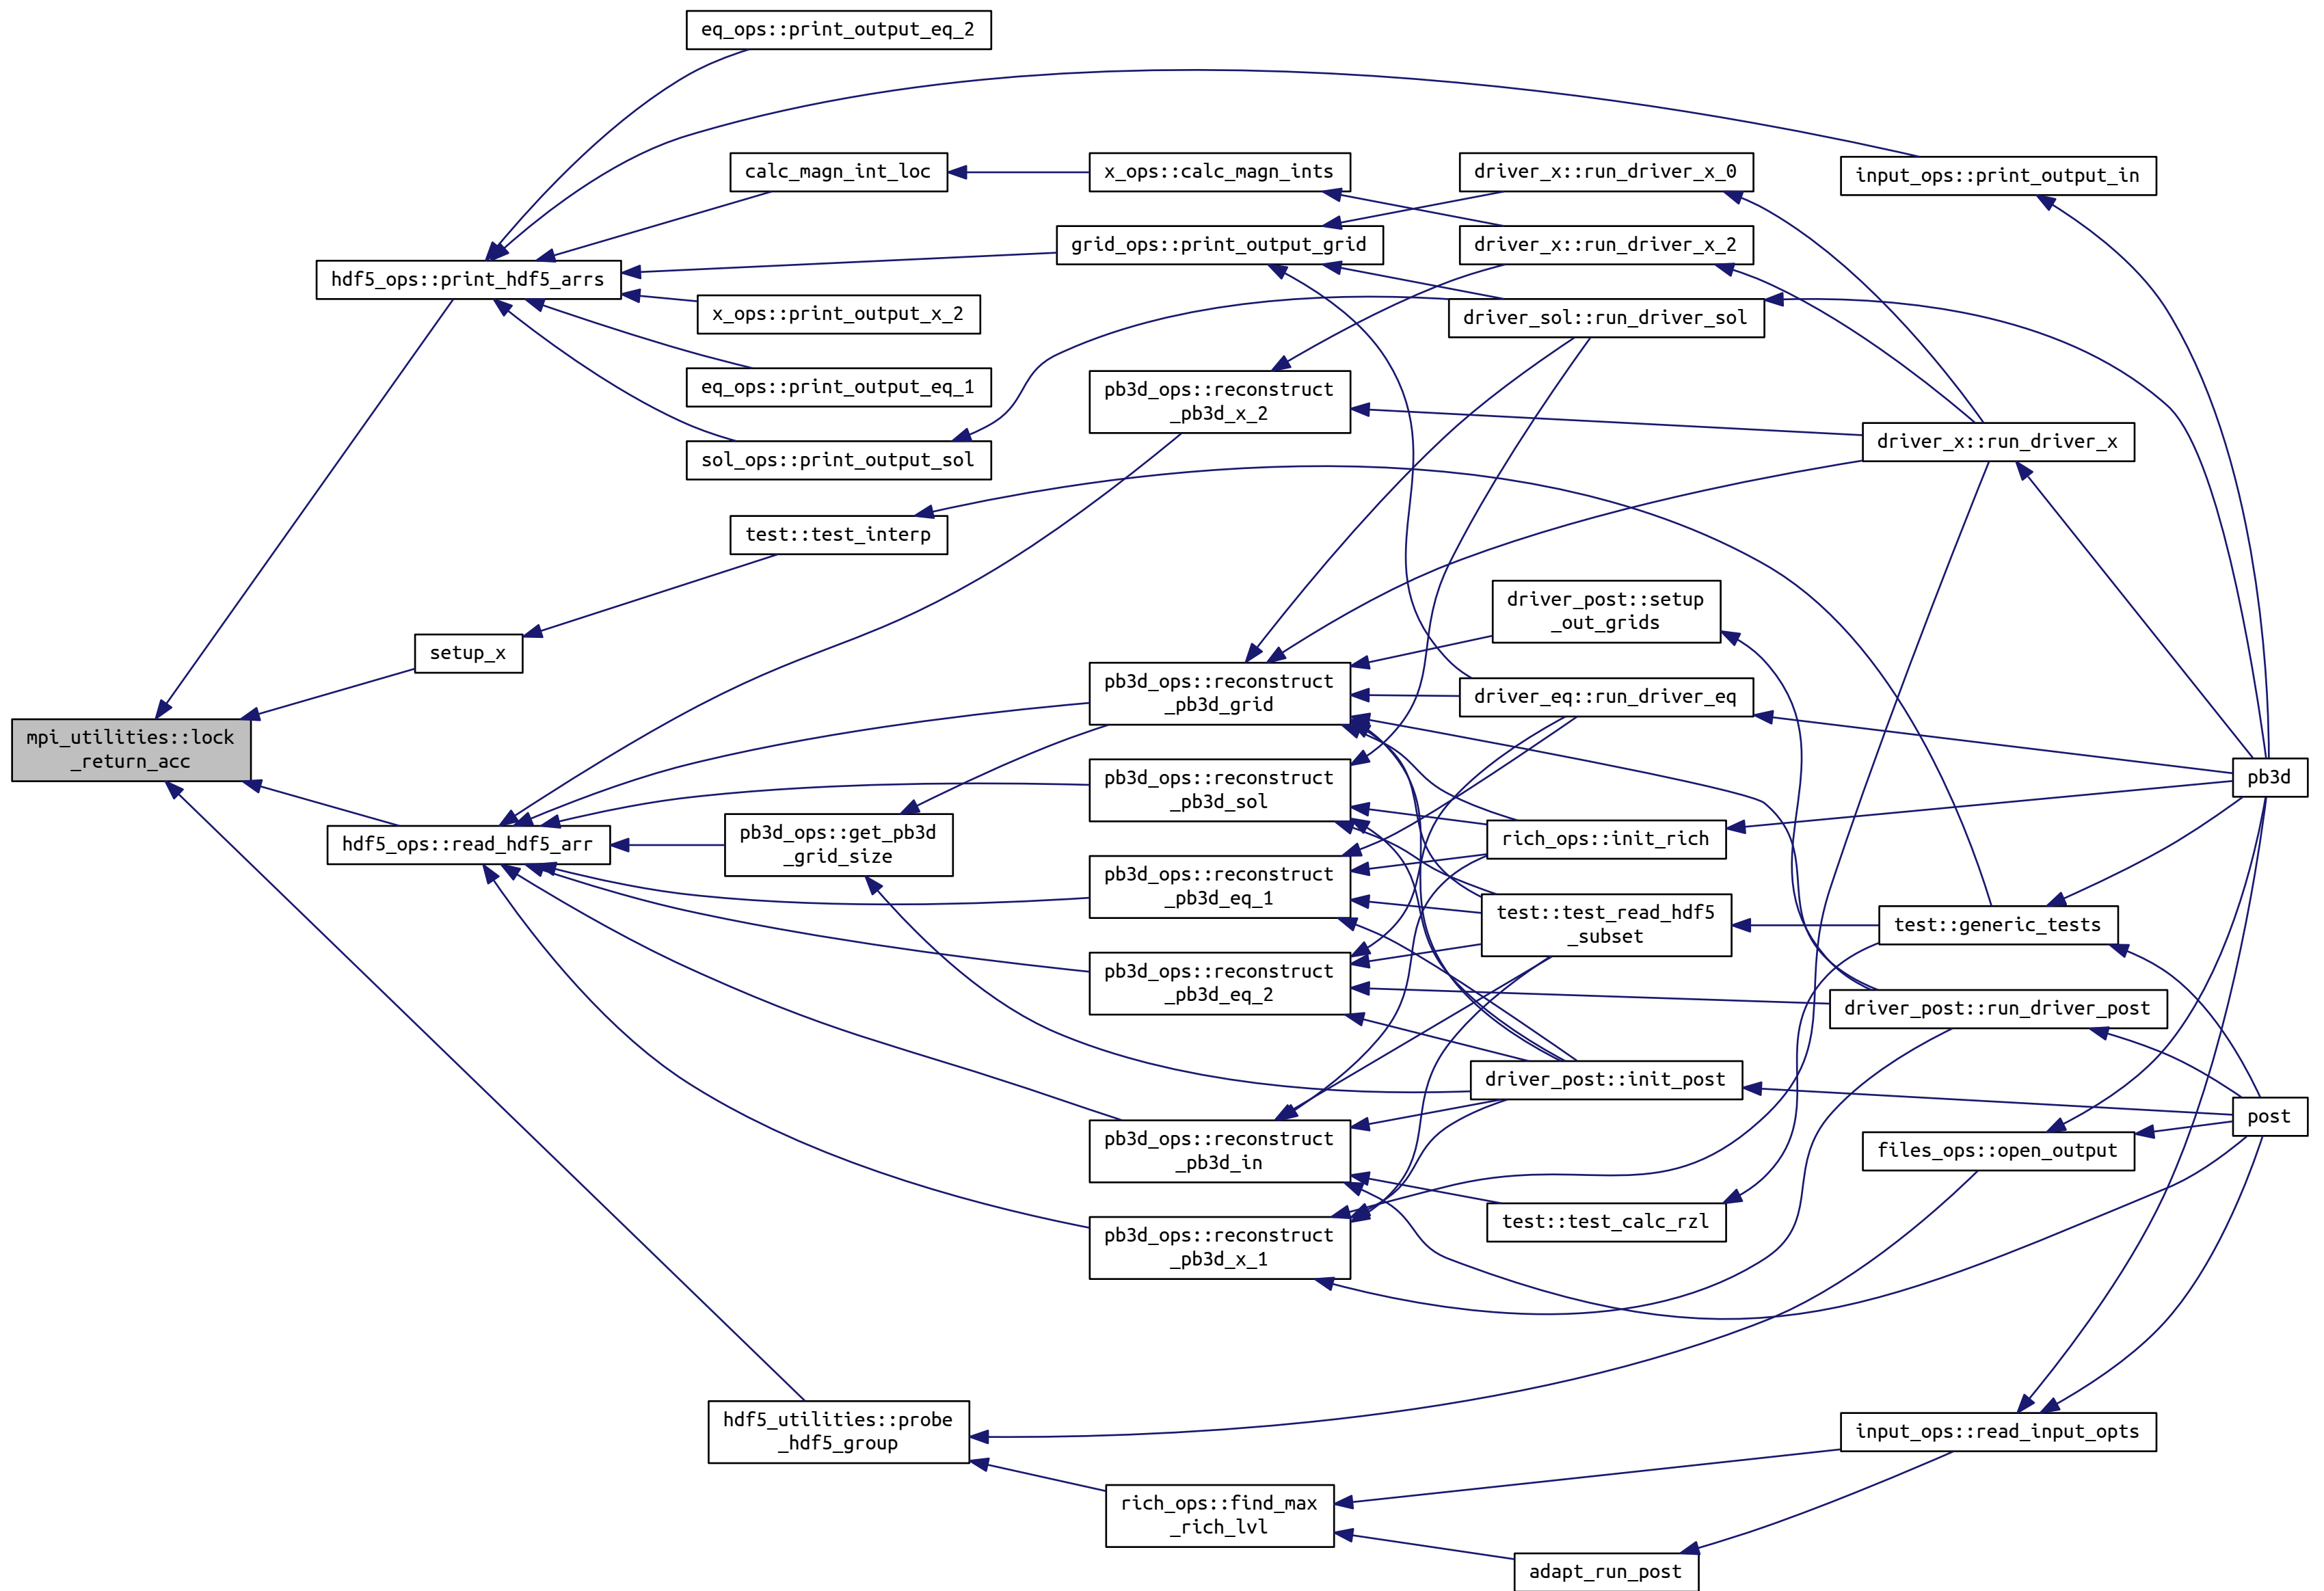 eq_ops::print_output_eq_2
calc_magn_int_loc
x_ops::calc_magn_ints
driver_x::run_driver_x_0
input_ops::print_output_in
grid_ops::print_output_grid
driver_x::run_driver_x_2
hdf5_ops::print_hdf5_arrs
x_ops::print_output_x_2
driver_sol::run_driver_sol
eq_ops::print_output_eq_1
pb3d_ops::reconstruct
_pb3d_x_2
sol_ops::print_output_sol
driver_x::run_driver_x
test::test_interp
driver_post::setup
_out_grids
setup_x
pb3d_ops::reconstruct
_pb3d_grid
driver_eq::run_driver_eq
mpi_utilities::lock
_return_acc
pb3d_ops::reconstruct
_pb3d_sol
pb3d
hdf5_ops::read_hdf5_arr
pb3d_ops::get_pb3d
_grid_size
rich_ops::init_rich
pb3d_ops::reconstruct
_pb3d_eq_1
test::test_read_hdf5
_subset
test::generic_tests
pb3d_ops::reconstruct
_pb3d_eq_2
driver_post::run_driver_post
driver_post::init_post
post
pb3d_ops::reconstruct
_pb3d_in
files_ops::open_output
test::test_calc_rzl
pb3d_ops::reconstruct
_pb3d_x_1
hdf5_utilities::probe
_hdf5_group
input_ops::read_input_opts
rich_ops::find_max
_rich_lvl
adapt_run_post